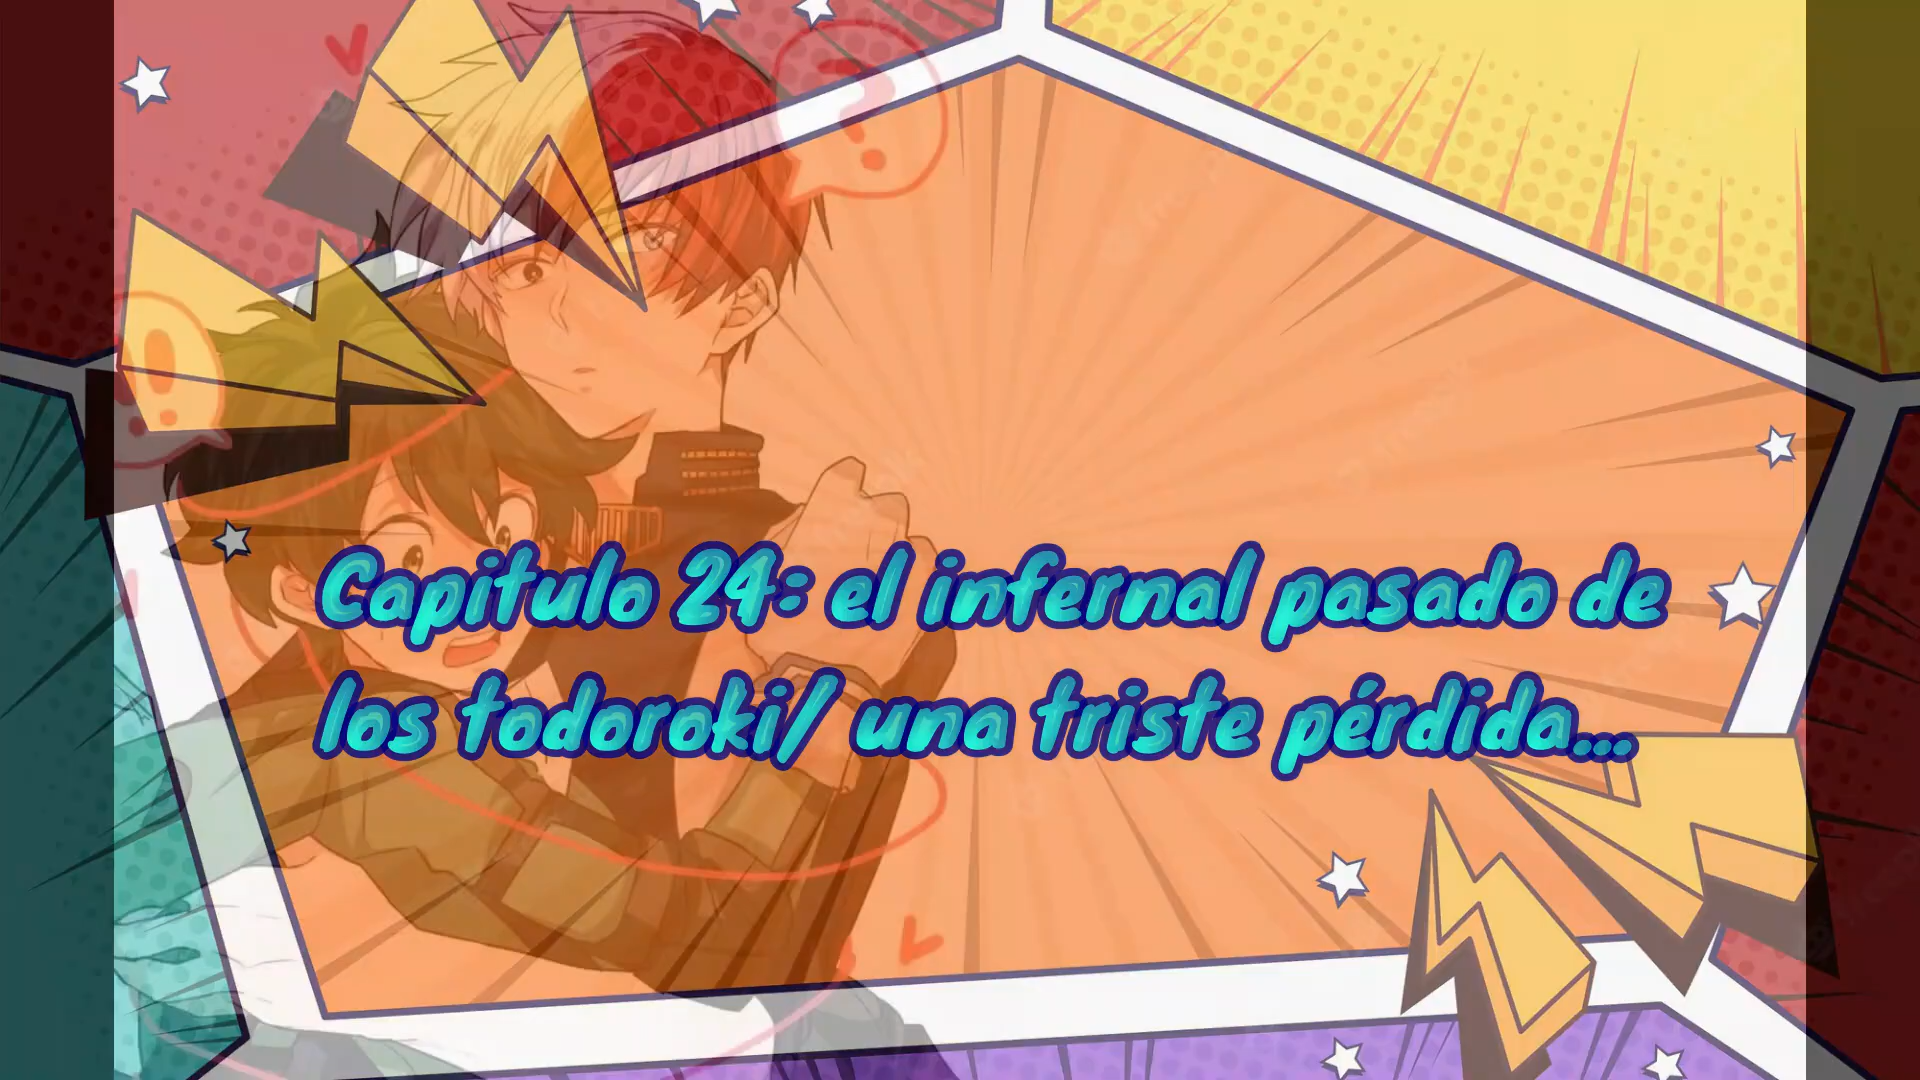 Capitulo 24: el infernal pasado de
los todoroki/ una triste pérdida...